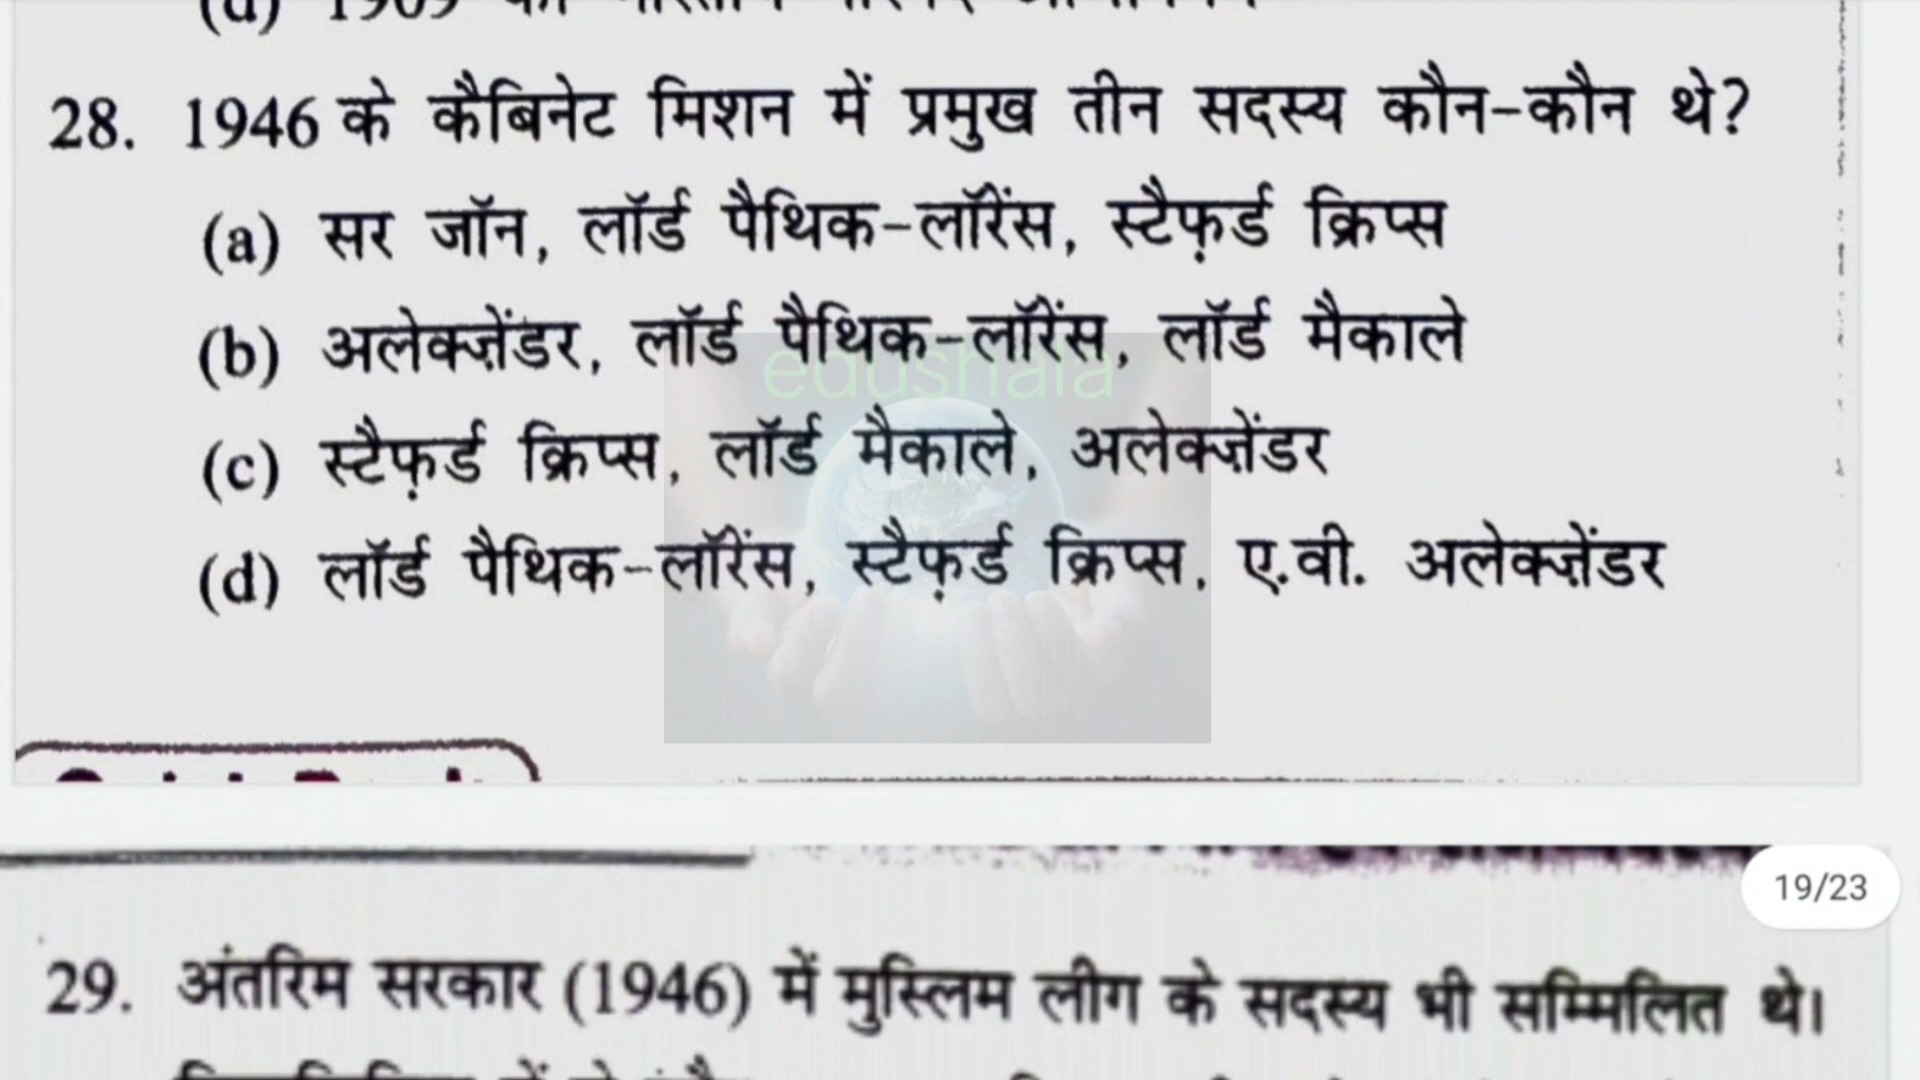 28. 1946 के कैबिनेट मिशन में प्रमुख तीन सदस्य कौन-कौन थे?
(a) सर जॉन, लॉर्ड पैथिक-लॉरेंस, स्टैफ़र्ड क्रिप्स
(b) अलेक्ज़ेंडर, लॉर्ड पैथिक-लॉरेंस, लॉर्ड मैकाले
edushala
(c) स्टैफ़र्ड क्रिप्स, लॉर्ड मैकाले, अलेक्ज़ेंडर
(d) लॉर्ड पैथिक-लॉरेंस, स्टैफ़र्ड क्रिप्स, ए.वी. अलेक्ज़ेंडर
19/23
29. अंतरिम सरकार (1946) में मुस्लिम लीग के सदस्य भी सम्मिलित थे।